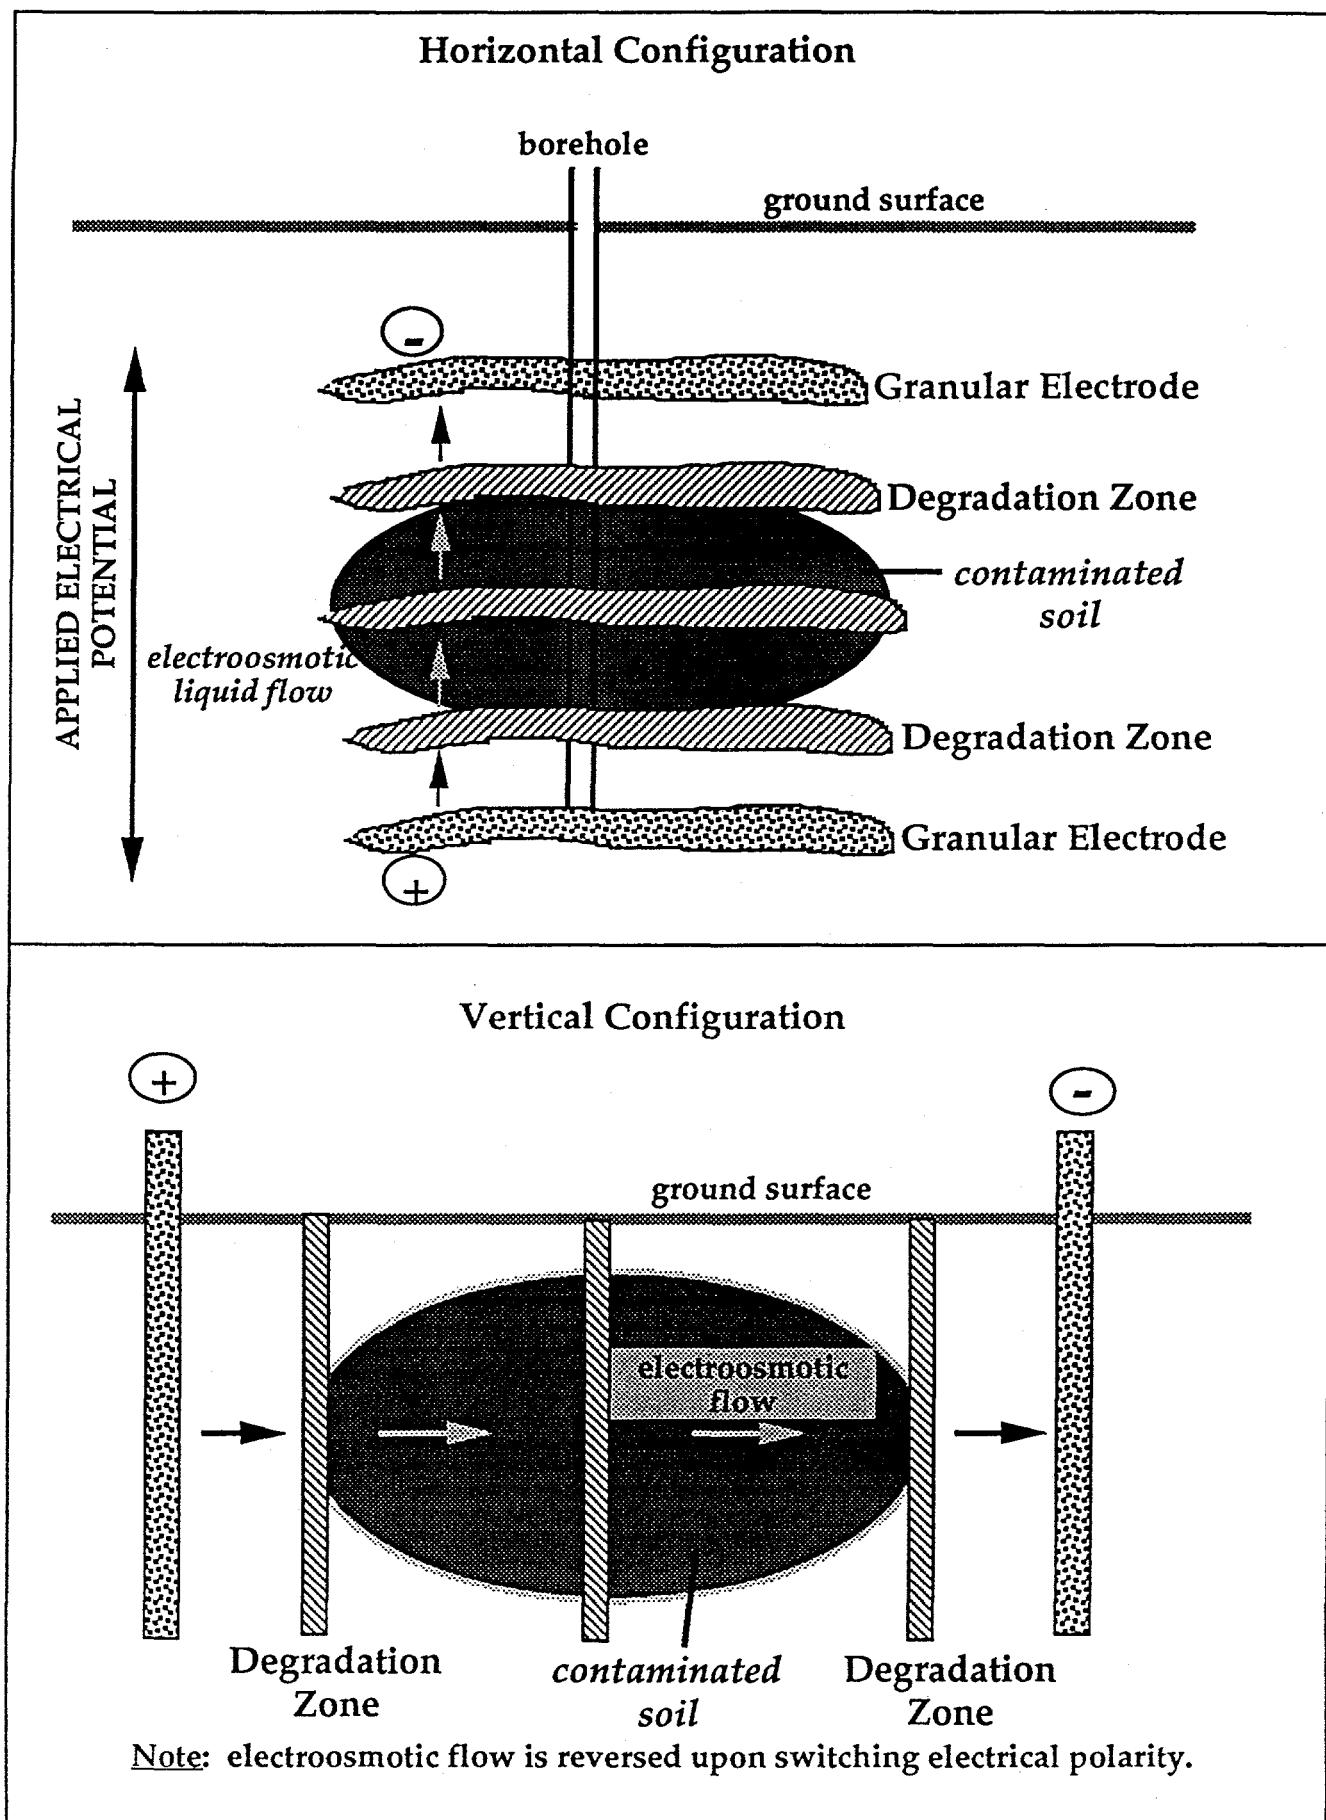 Horizontal Configuration
borehole
ground surface
-
Granular Electrode
Degradation Zone
contaminated
soil
APPLIED ELECTRICAL
POTENTIAL
electroosmotic
liquid flow
Degradation Zone
Granular Electrode
+
Vertical Configuration
+
-
ground surface
electroosmotic
flow
Degradation
Zone
contaminated
soil
Degradation
Zone
Note: electroosmotic flow is reversed upon switching electrical polarity.